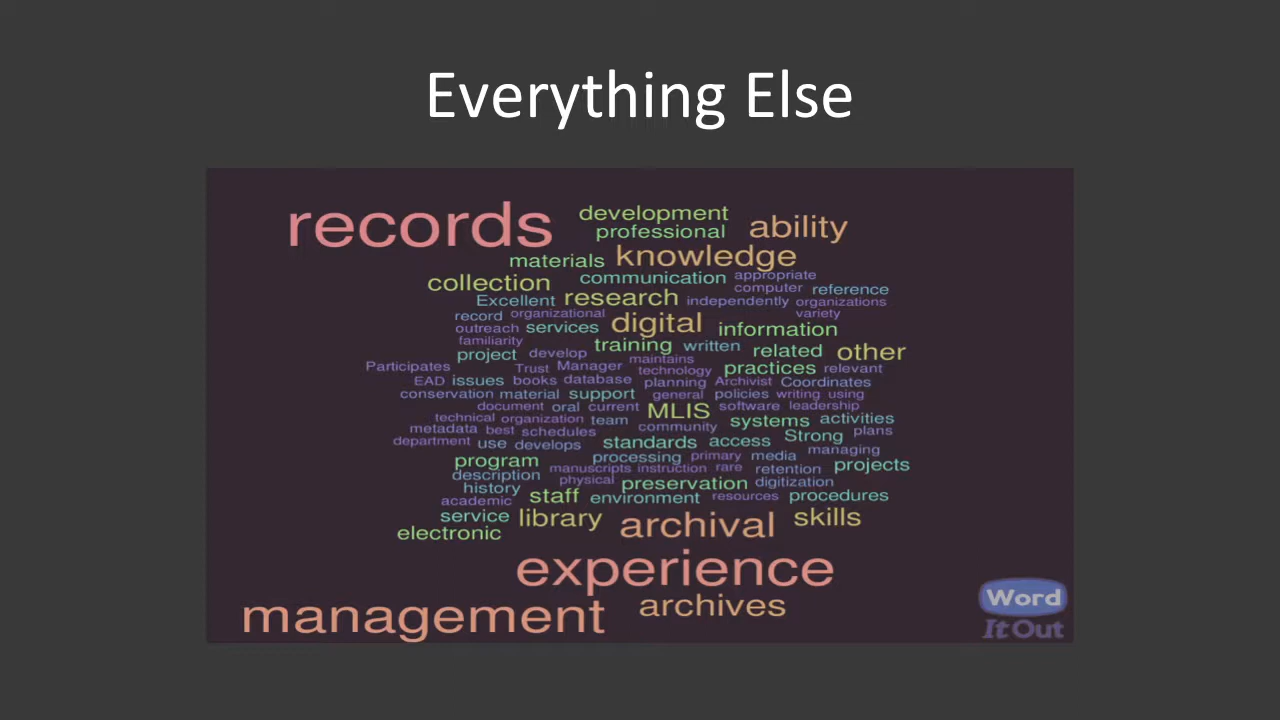 Everything Else
records development ability
professional
materials knowledge
collection communication appropriate
computer reference
Excellent research independently organizations
record organizational variety
outreach services digital information
familiarity training written related other
project develop maintains
Participates Trust Manager technology practices relevant
EAD issues books database planning Archivist Coordinates
conservation material support general policies writing using
document oral current MLIS software leadership
technical organization team systems activities
metadata best schedules community Strong plans
department use develops standards access managing
program processing primary media projects
description manuscripts instruction rare retention
history physical preservation digitization
academic staff environment resources procedures
service library archival skills
electronic
experience
management archives
Word
It Out